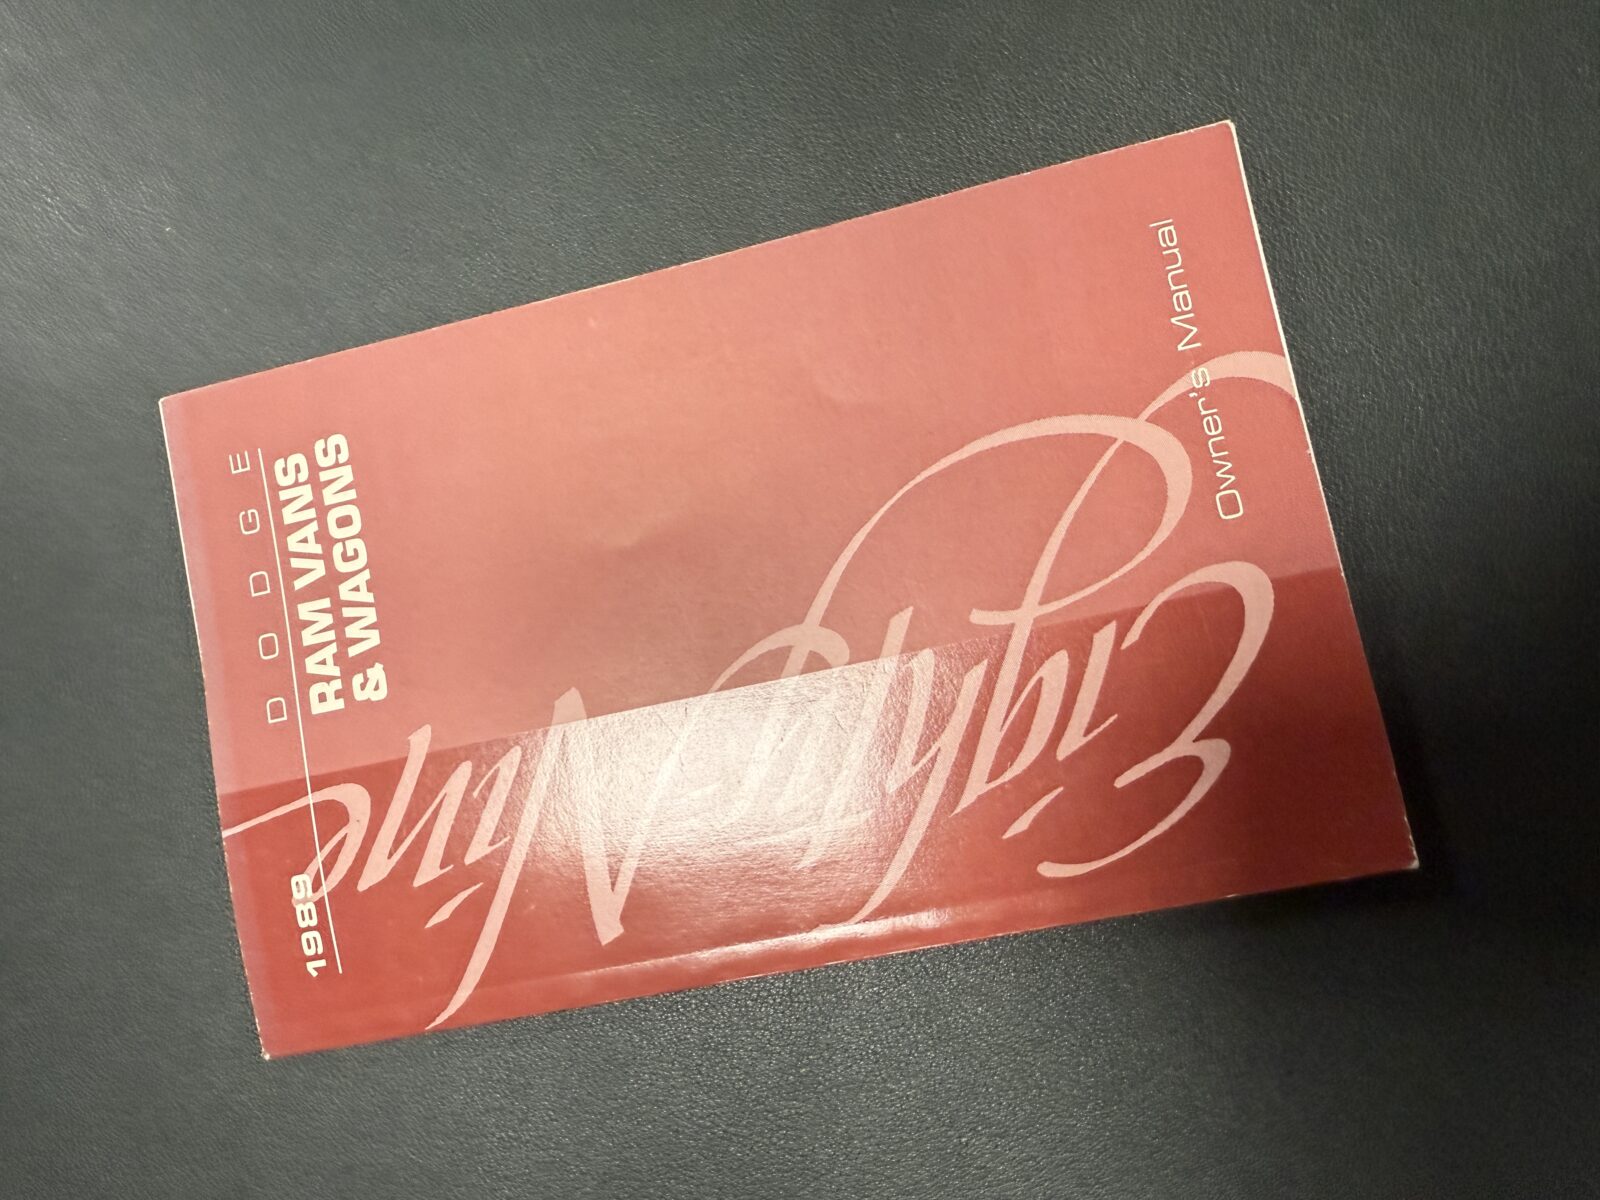 DODGE
RAM VANS
& WAGONS
1989
Eighty-Nine
Owner's Manual